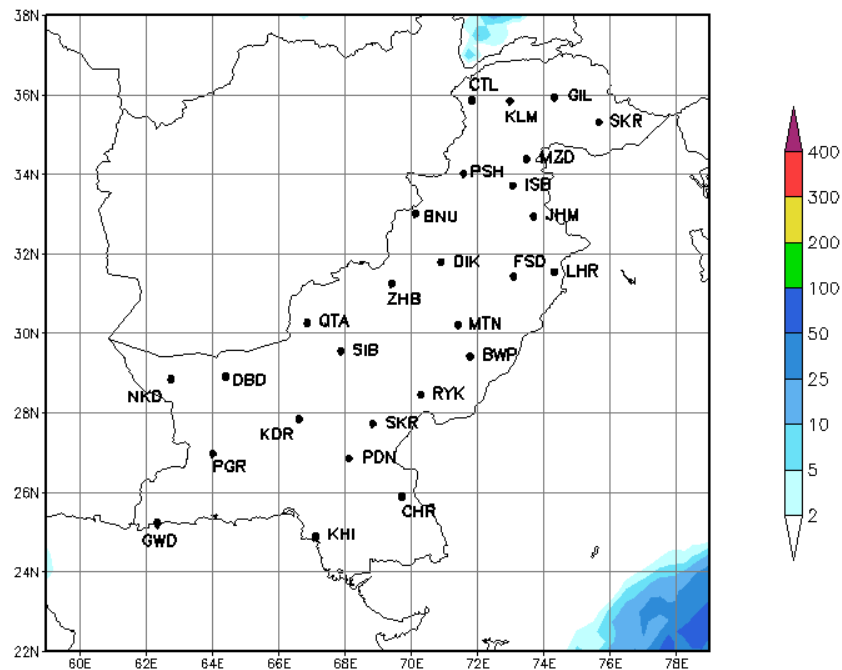 38N
CTL
36N
GIL
KLM
SKR
400
MZD
34N
PSH
ISB
300
BNU
JHM
32N
200
DIK
FSD
LHR
ZHB
100
30N
QTA
MTN
SIB
BWP
50
NKD
DBD
RYK
25
28N
KDR
SKR
PDN
10
PGR
26N
CHR
5
GWD
KHI
2
24N
22N
60E 62E 64E 66E 68E 70E 72E 74E 76E 78E